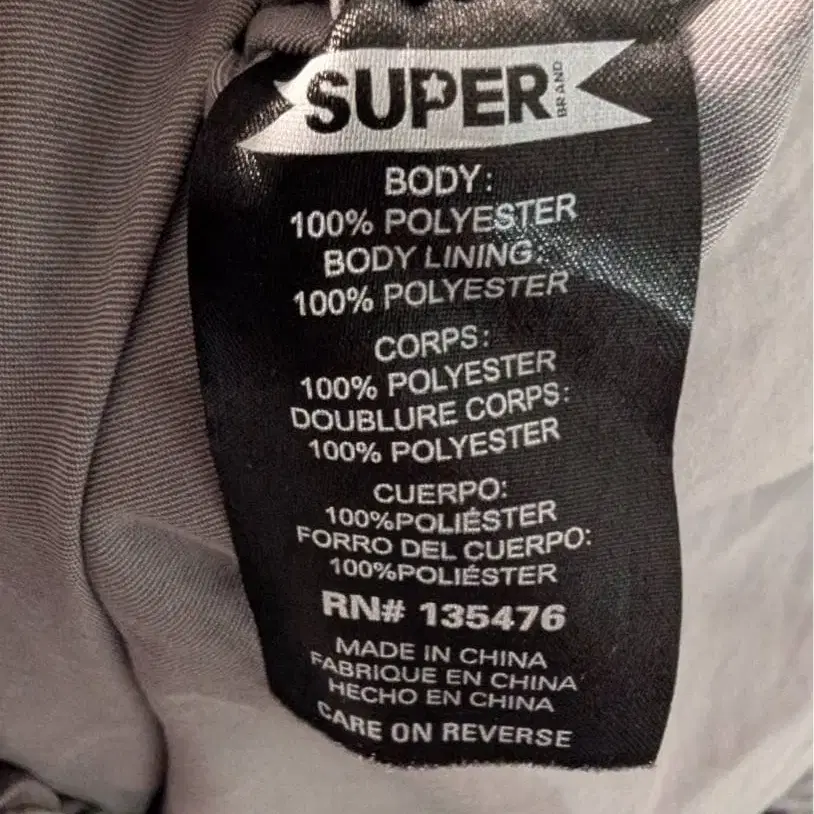 SUPER BRAND
BODY:
100% POLYESTER
BODY LINING:
100% POLYESTER
CORPS:
100% POLYESTER
DOUBLURE CORPS:
100% POLYESTER
CUERPO:
100%POLIÉSTER
FORRO DEL CUERPO:
100%POLIÉSTER
RN# 135476
MADE IN CHINA
FABRIQUE EN CHINA
HECHO EN CHINA
CARE ON REVERSE